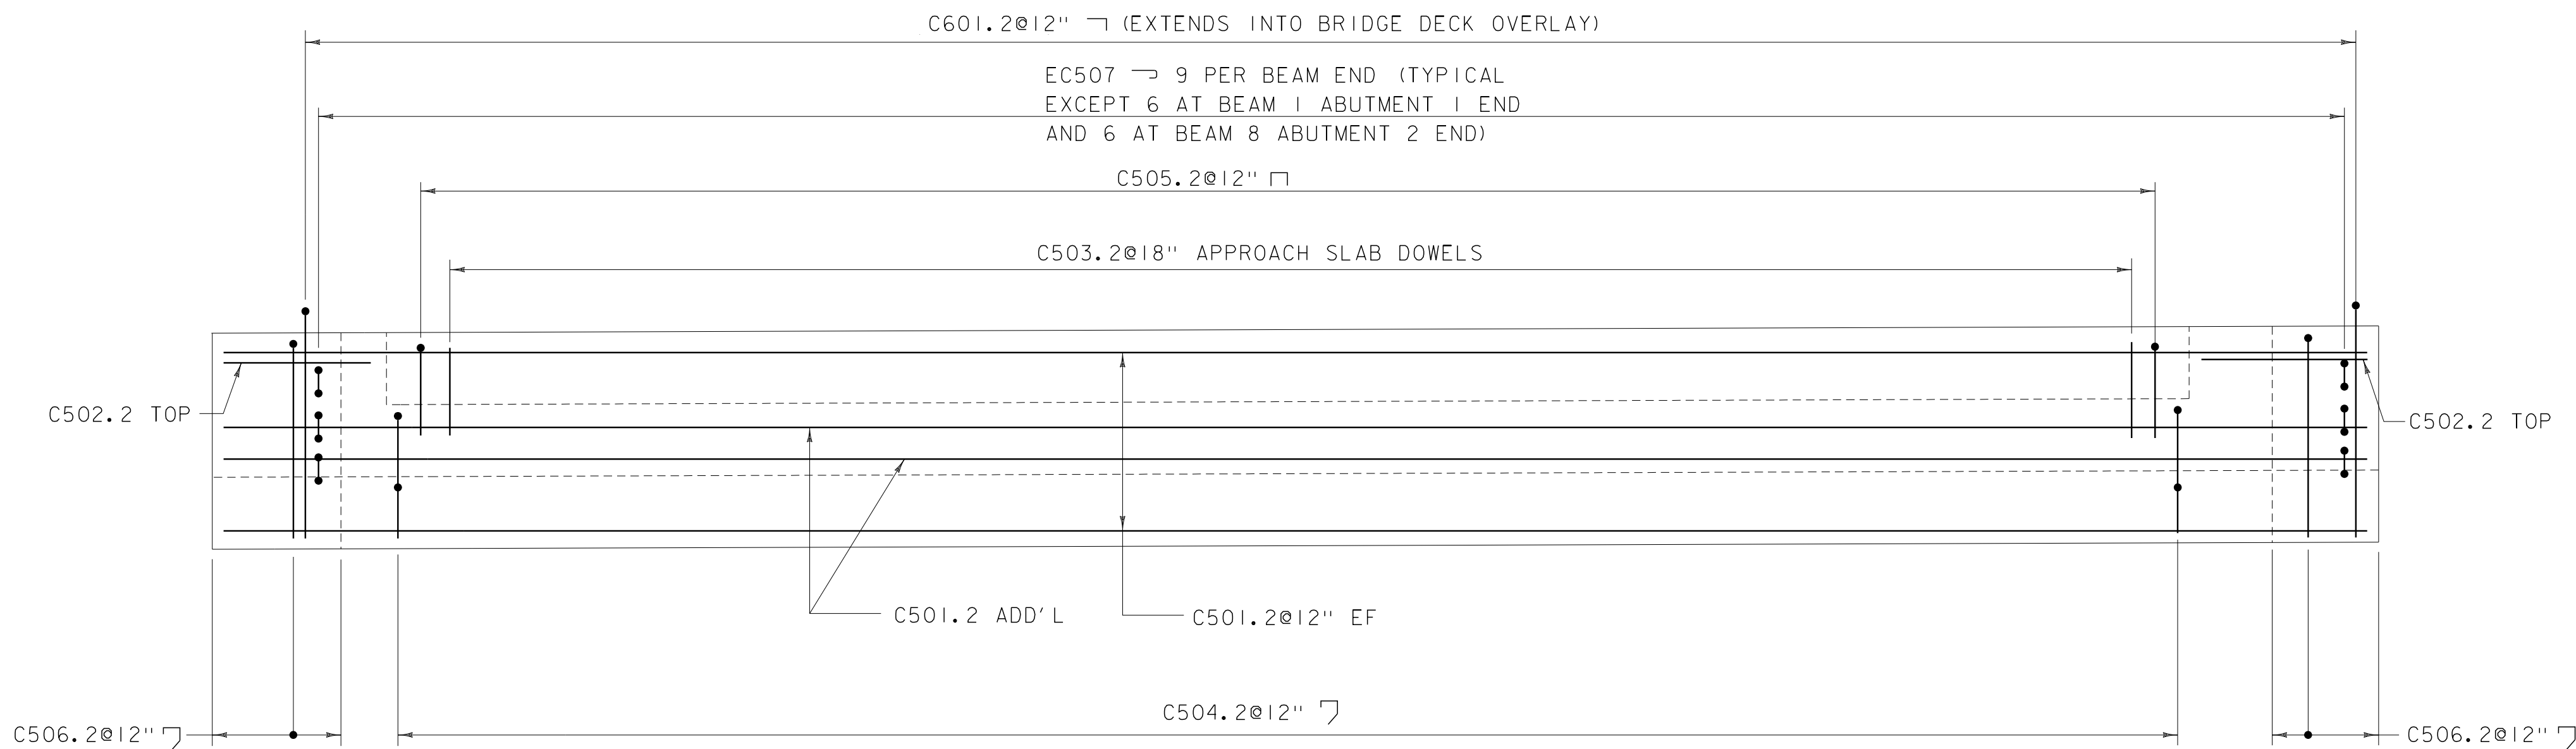 C601.2@12" (EXTENDS INTO BRIDGE DECK OVERLAY)
EC507 9 PER BEAM END (TYPICAL
EXCEPT 6 AT BEAM 1 ABUTMENT 1 END
AND 6 AT BEAM 8 ABUTMENT 2 END)
C505.2@12"
C503.2@18" APPROACH SLAB DOWELS
C502.2 TOP
C502.2 TOP
C501.2 ADD'L
C501.2@12" EF
C504.2@12"
C506.2@12"
C506.2@12"